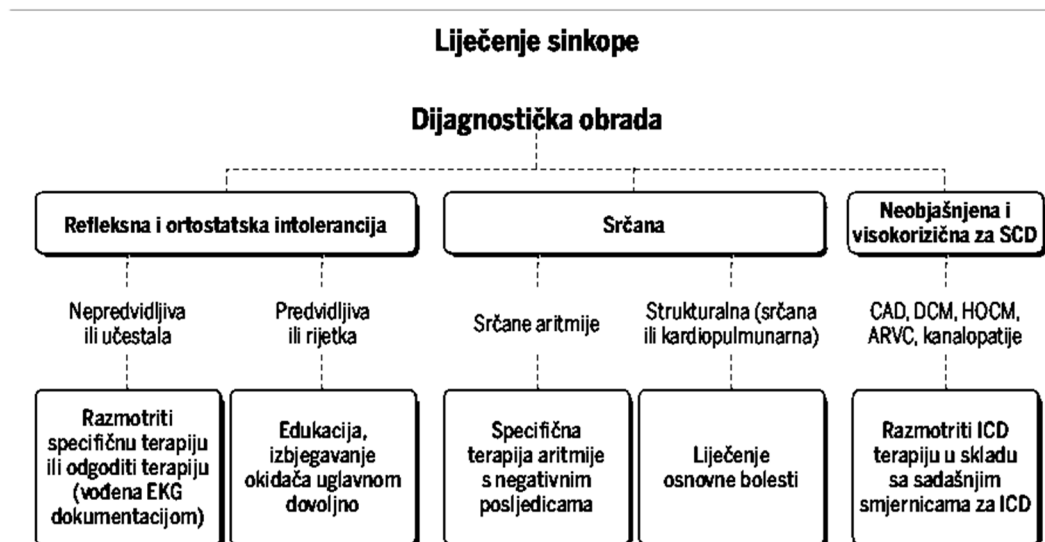 Liječenje sinkope
Dijagnostička obrada
Refleksna i ortostatska intolerancija
Srčana
Neobjašnjena i
visokorizična za SCD
Nepredvidljiva
ili učestala
Predvidljiva
ili rijetka
Srčane aritmije
Strukturalna (srčana
ili kardiopulmunarna)
CAD, DCM, HOCM,
ARVC, kanalopatije
Razmotriti
specifičnu terapiju
ili odgoditi terapiju
(vođena EKG
dokumentacijom)
Edukacija,
izbjegavanje
okidača uglavnom
dovoljno
Specifična
terapija aritmije
s negativnim
posljedicama
Liječenje
osnovne bolesti
Razmotriti ICD
terapiju u skladu
sa sadašnjim
smjernicama za ICD